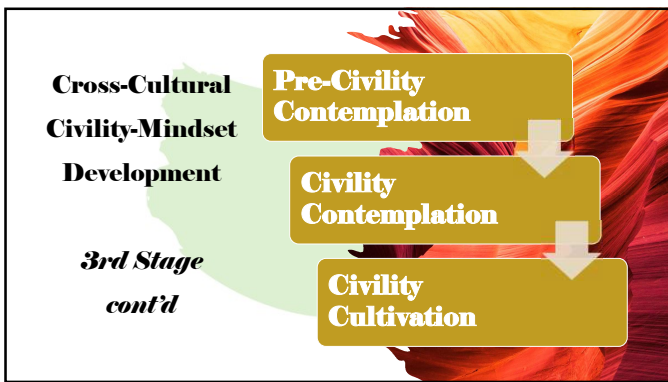 Cross-Cultural
Civility-Mindset
Development
3rd Stage
cont'd
Pre-Civility
Contemplation
Civility
Contemplation
Civility
Cultivation